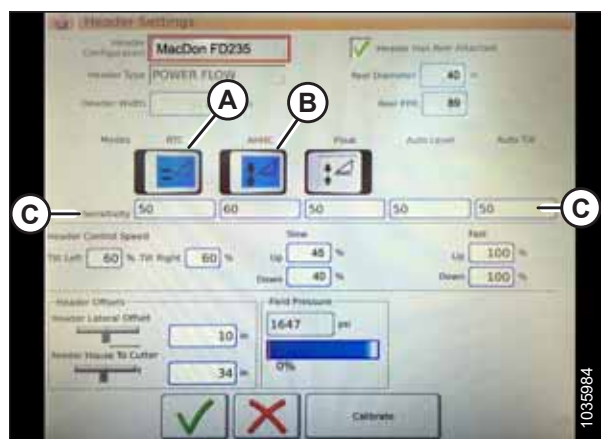 Header Settings
Header Configuration MacDon FD235 Header Has Reel Attached
Header Type POWER FLOW Reel Diameter 40 in
Header Width Reel PPR 89
A B
Modes RTC AHHC Float Auto Level Auto Tilt
C Sensitivity 50 60 50 50 50 C
Header Control Speed Slow Fast
Tilt Left 60 % Tilt Right 60 % Up 45 % Up 100 %
Down 40 % Down 100 %
Header Offsets Field Pressure
Header Lateral Offset 1647 psi
10 in
Feeder House To Cutter
34 in 0%
Calibrate
1035984